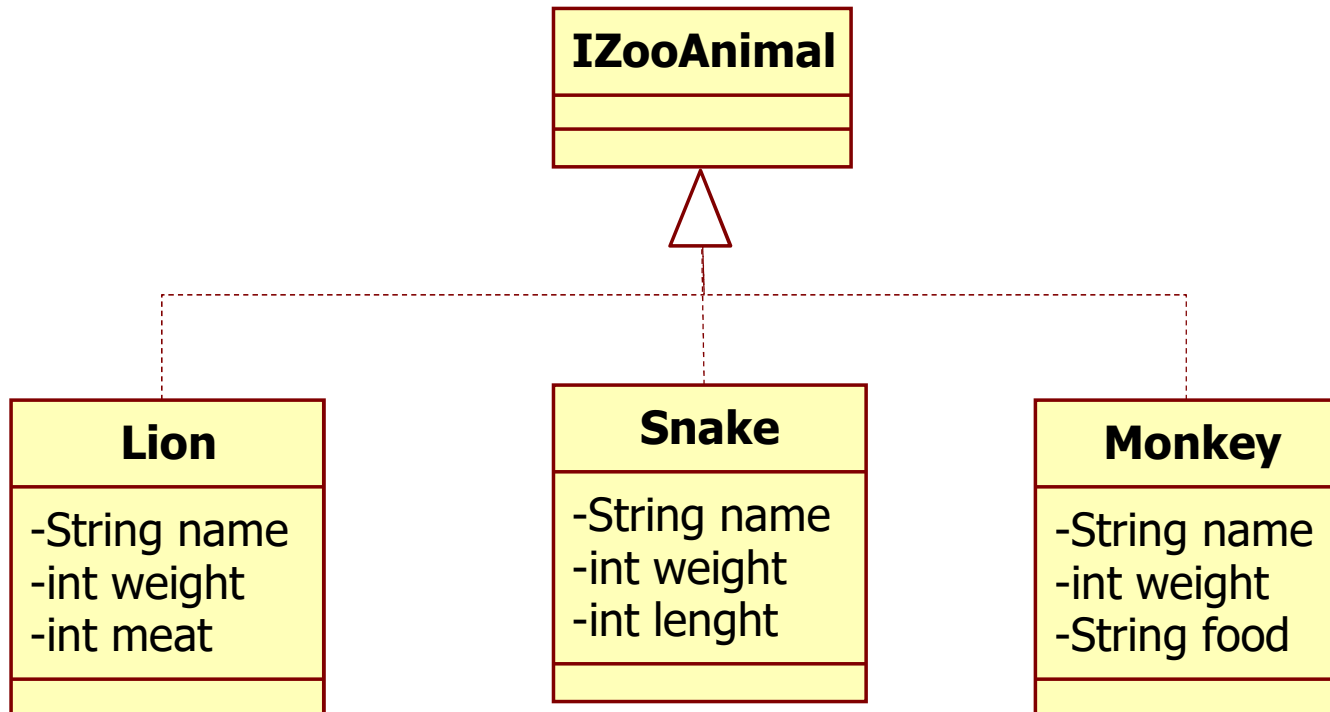 IZooAnimal
Lion
-String name
-int weight
-int meat
Snake
-String name
-int weight
-int lenght
Monkey
-String name
-int weight
-String food